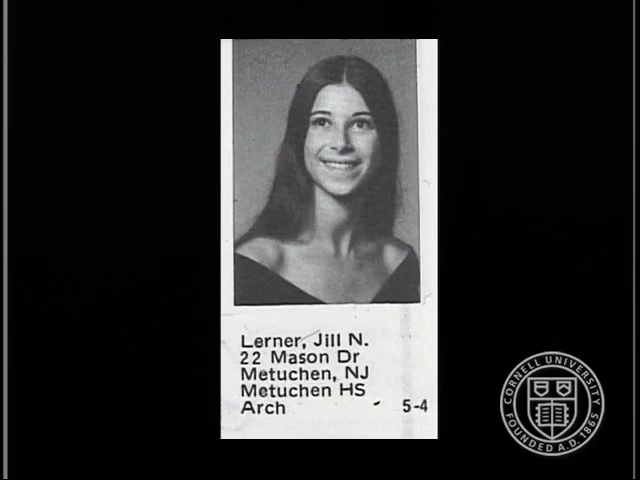 Lerner, Jill N.
22 Mason Dr
Metuchen, NJ
Metuchen HS
Arch 5-4
CORNELL UNIVERSITY
FOUNDED A.D. 1865